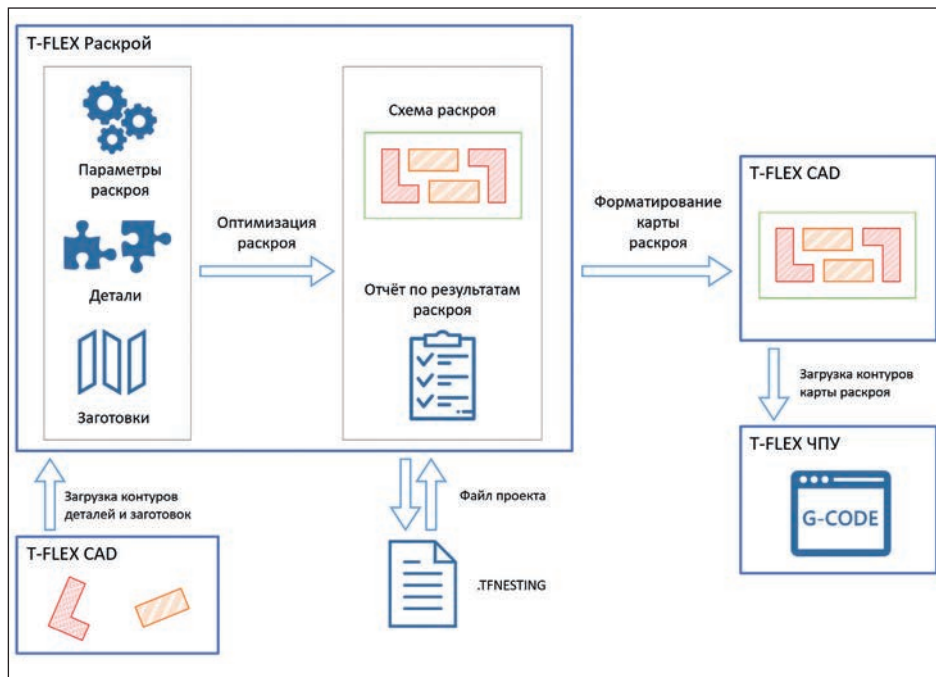 T-FLEX Раскрой
Параметры
раскроя
Детали
Заготовки
Оптимизация
раскроя
Схема раскроя
Отчёт по результатам
раскроя
Форматирование
карты
раскроя
T-FLEX CAD
Загрузка контуров
карты раскроя
T-FLEX ЧПУ
G-CODE
Загрузка контуров
деталей и заготовок
T-FLEX CAD
Файл проекта
.TFNESTING